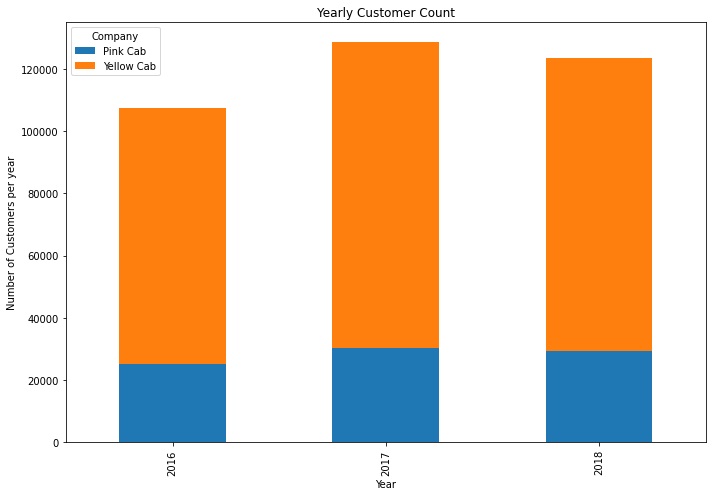 Yearly Customer Count
Company
Pink Cab
Yellow Cab
Number of Customers per year
120000
100000
80000
60000
40000
20000
0
2016
2017
2018
Year